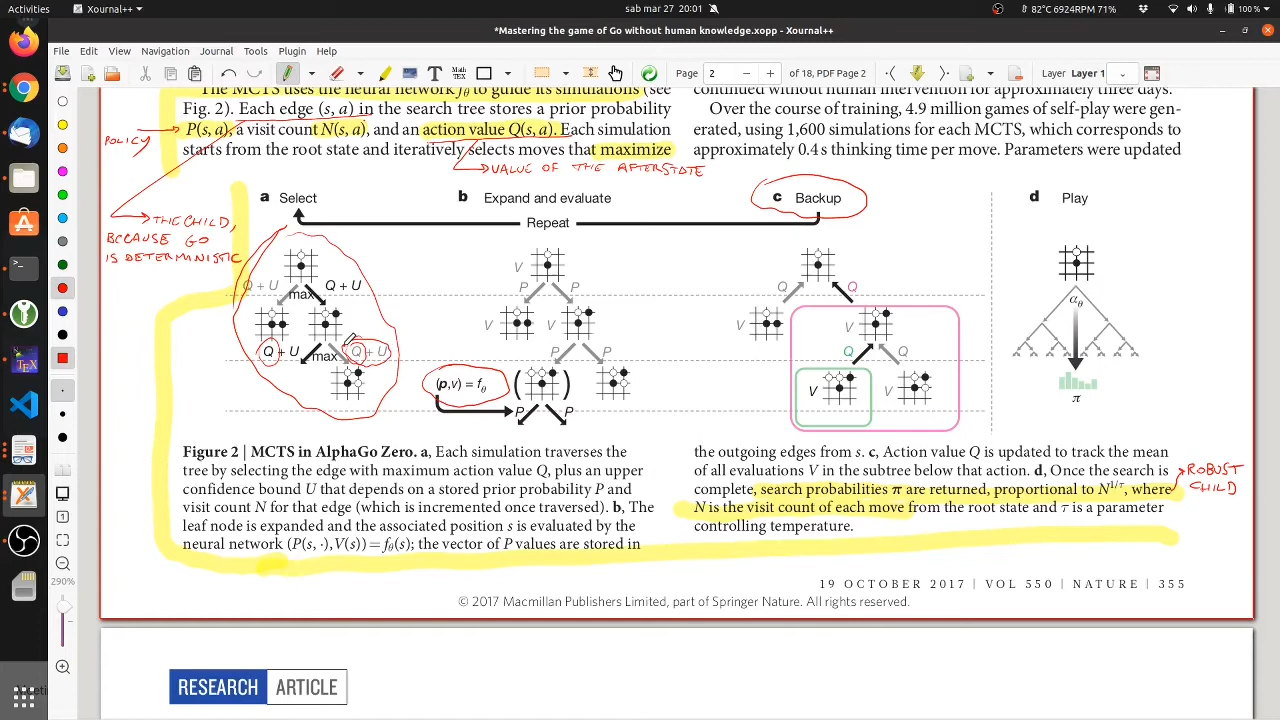 Activities
Xournal++
sab mar 27 20:01
82°C 6924RPM 71%
100 %
*Mastering the game of Go without human knowledge.xopp - Xournal++
File Edit View Navigation Journal Tools Plugin Help
Page 2 of 18, PDF Page 2
Layer Layer 1
The MCTS uses the neural network fθ to guide its simulations (see
Fig. 2). Each edge (s, a) in the search tree stores a prior probability
P(s, a), a visit count N(s, a), and an action value Q(s, a). Each simulation
starts from the root state and iteratively selects moves that maximize
continued without human intervention for approximately three days.
Over the course of training, 4.9 million games of self-play were gen-
erated, using 1,600 simulations for each MCTS, which corresponds to
approximately 0.4 s thinking time per move. Parameters were updated
POLICY
VALUE OF THE AFTERSTATE
THE CHILD,
BECAUSE GO
IS DETERMINISTIC
a Select
b Expand and evaluate
c Backup
d Play
Repeat
Q + U
max
Q + U
Q + U
max
Q + U
V
P
P
V
V
P
P
(p,v) = fθ
P
P
Q
Q
V
V
Q
Q
V
V
αθ
π
Figure 2 | MCTS in AlphaGo Zero. a, Each simulation traverses the
tree by selecting the edge with maximum action value Q, plus an upper
confidence bound U that depends on a stored prior probability P and
visit count N for that edge (which is incremented once traversed). b, The
leaf node is expanded and the associated position s is evaluated by the
neural network (P(s, ·),V(s)) = fθ(s); the vector of P values are stored in
the outgoing edges from s. c, Action value Q is updated to track the mean
of all evaluations V in the subtree below that action. d, Once the search is
complete, search probabilities π are returned, proportional to N^1/τ, where
N is the visit count of each move from the root state and τ is a parameter
controlling temperature.
ROBUST
CHILD
19 OCTOBER 2017 | VOL 550 | NATURE | 355
© 2017 Macmillan Publishers Limited, part of Springer Nature. All rights reserved.
RESEARCH ARTICLE
290%